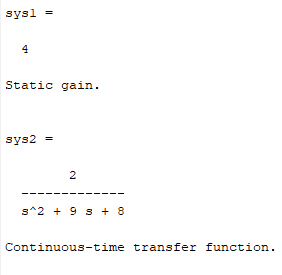 sys1 =
4
Static gain.
sys2 =
2
-------------
s^2 + 9 s + 8
Continuous-time transfer function.